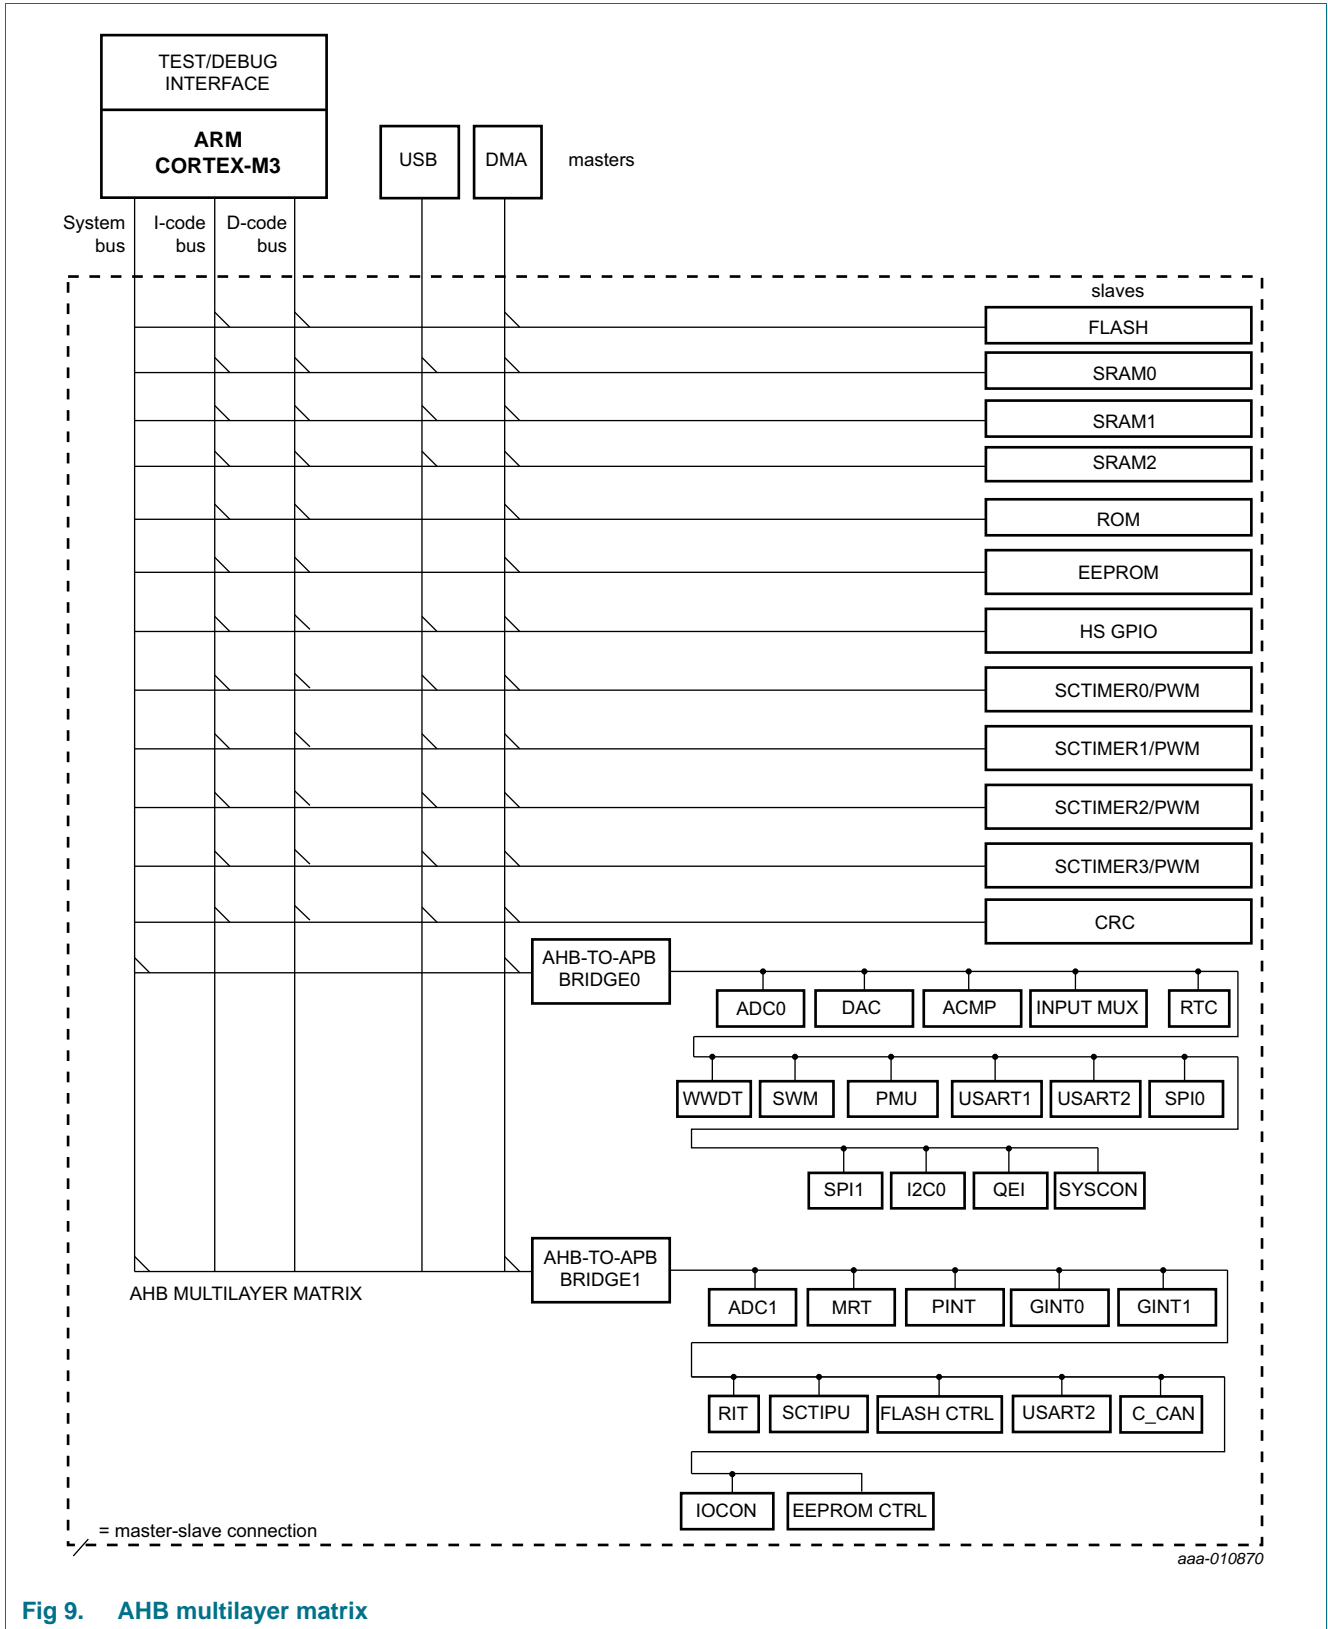 TEST/DEBUG
INTERFACE
ARM
CORTEX-M3
USB
DMA
masters
System
bus
I-code
bus
D-code
bus
slaves
FLASH
SRAM0
SRAM1
SRAM2
ROM
EEPROM
HS GPIO
SCTIMER0/PWM
SCTIMER1/PWM
SCTIMER2/PWM
SCTIMER3/PWM
CRC
AHB-TO-APB
BRIDGE0
ADC0
DAC
ACMP
INPUT MUX
RTC
WWDT
SWM
PMU
USART1
USART2
SPI0
SPI1
I2C0
QEI
SYSCON
AHB-TO-APB
BRIDGE1
AHB MULTILAYER MATRIX
ADC1
MRT
PINT
GINT0
GINT1
RIT
SCTIPU
FLASH CTRL
USART2
C_CAN
IOCON
EEPROM CTRL
= master-slave connection
aaa-010870
Fig 9. AHB multilayer matrix